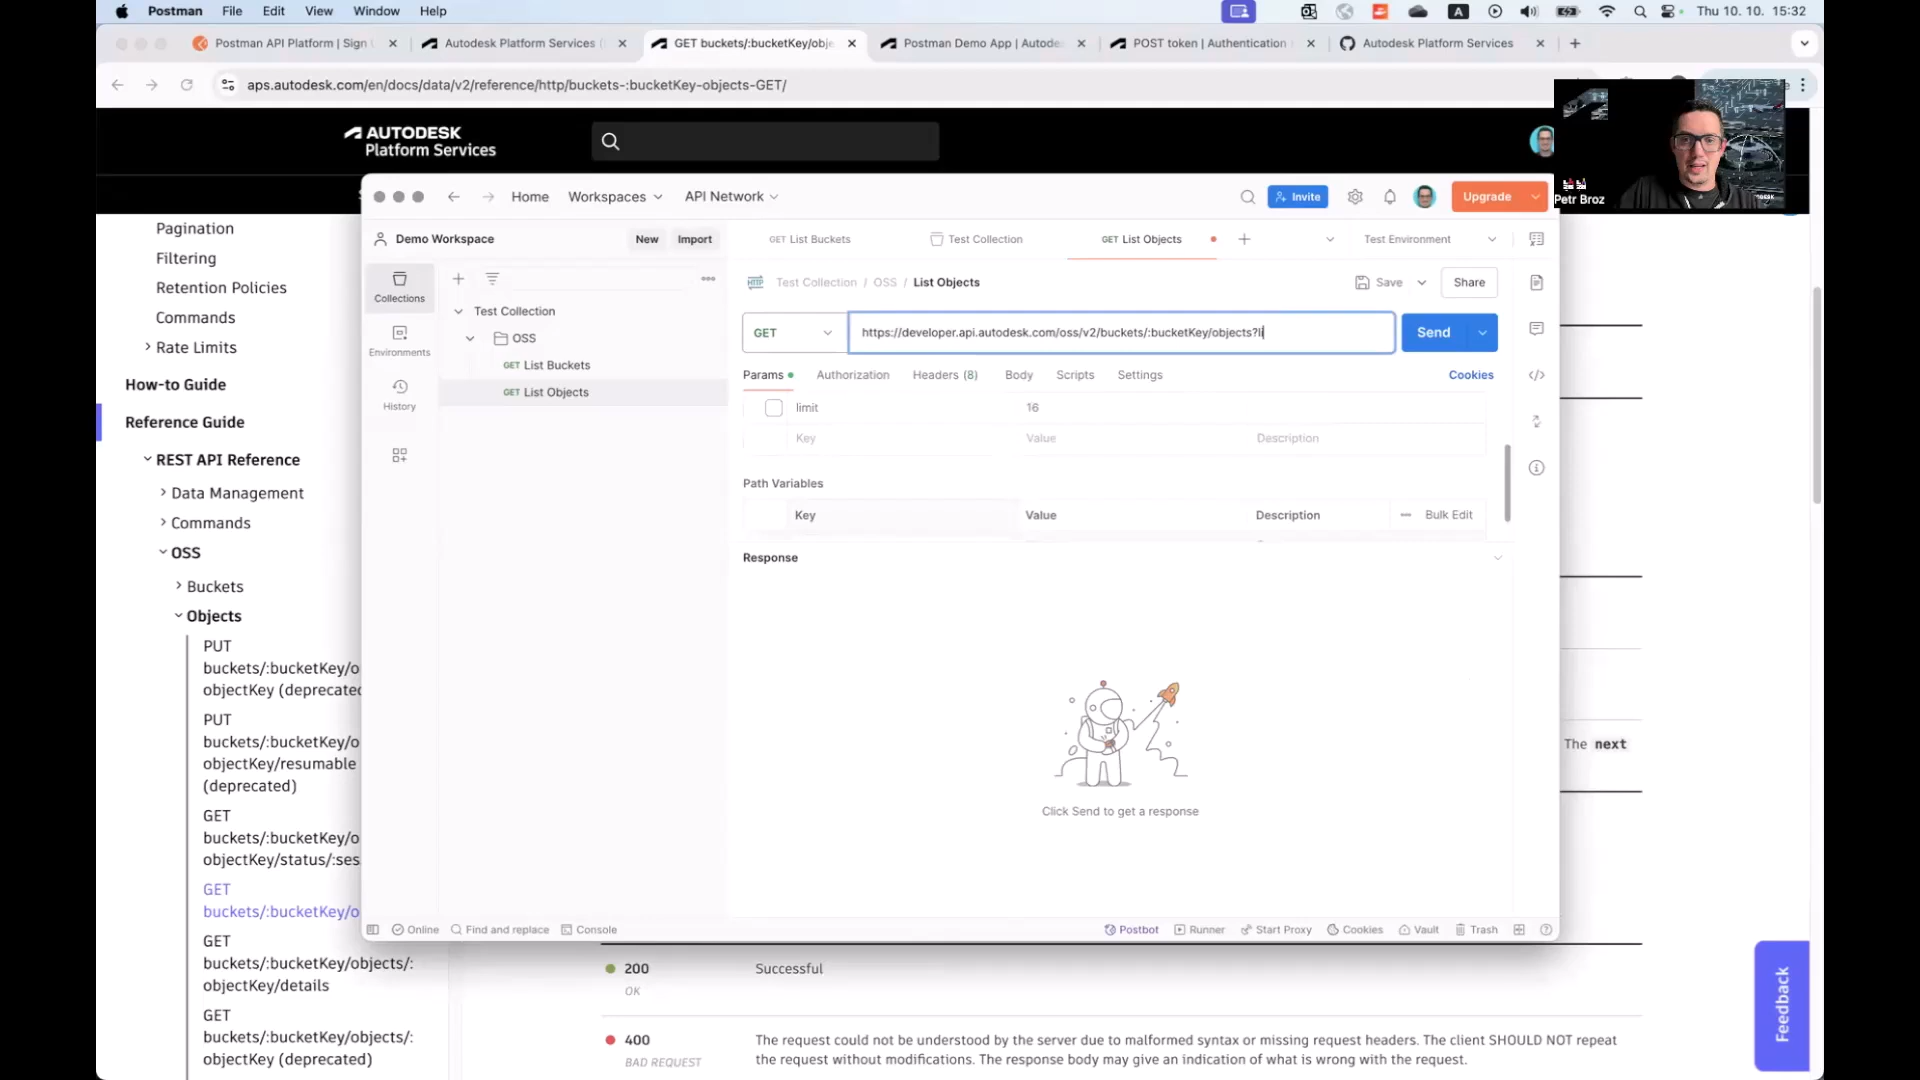 Postman File Edit View Window Help
A
Thu 10. 10. 15:32
Postman API Platform | Sign
Autodesk Platform Services (
GET buckets/:bucketKey/obje
Postman Demo App | Autode
POST token | Authentication
Autodesk Platform Services
aps.autodesk.com/en/docs/data/v2/reference/http/buckets-:bucketKey-objects-GET/
AUTODESK
Platform Services
Petr Broz
Pagination
Filtering
Retention Policies
Commands
Rate Limits
How-to Guide
Reference Guide
REST API Reference
Data Management
Commands
OSS
Buckets
Objects
PUT
buckets/:bucketKey/o
objectKey (deprecated
PUT
buckets/:bucketKey/o
objectKey/resumable
(deprecated)
GET
buckets/:bucketKey/o
objectKey/status/:ses
GET
buckets/:bucketKey/o
GET
buckets/:bucketKey/objects/:
objectKey/details
GET
buckets/:bucketKey/objects/:
objectKey (deprecated)
Home Workspaces API Network
Invite
Upgrade
Demo Workspace
New Import
GET List Buckets
Test Collection
GET List Objects
Test Environment
Collections
Environments
History
Test Collection
OSS
GET List Buckets
GET List Objects
Test Collection / OSS / List Objects
Save Share
GET
https://developer.api.autodesk.com/oss/v2/buckets/:bucketKey/objects?li
Send
Params Authorization Headers (8) Body Scripts Settings Cookies
limit 16
Key Value Description
Path Variables
Key Value Description Bulk Edit
Response
Click Send to get a response
Online Find and replace Console
Postbot Runner Start Proxy Cookies Vault Trash
The next
200 Successful
OK
400 The request could not be understood by the server due to malformed syntax or missing request headers. The client SHOULD NOT repeat
BAD REQUEST the request without modifications. The response body may give an indication of what is wrong with the request.
Feedback